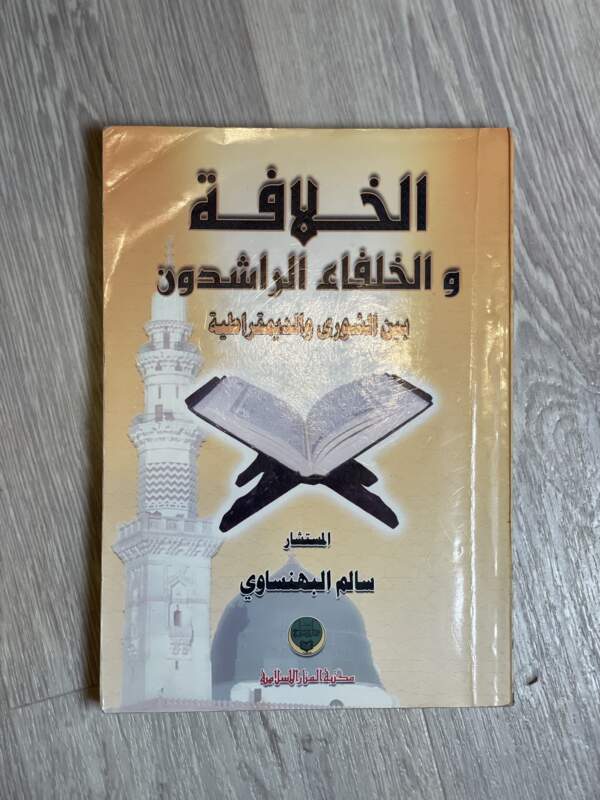 الخلافة
و الخلفاء الراشدون
بين الشورى والديمقراطية
المستشار
سالم البهنساوي
مكتبة المنار الإسلامية